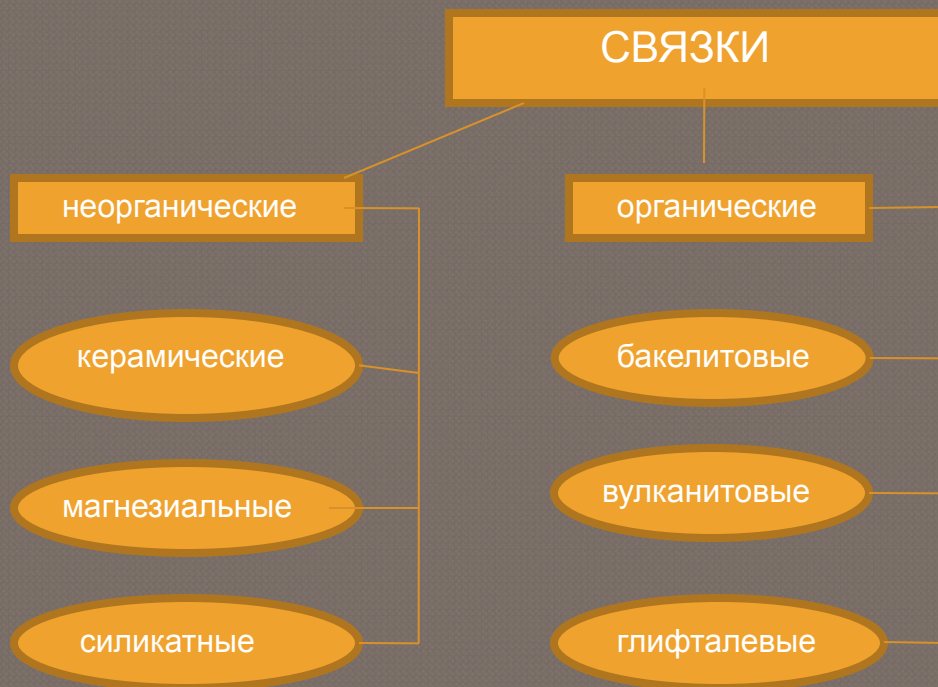 СВЯЗКИ
неорганические
органические
керамические
бакелитовые
магнезиальные
вулканитовые
силикатные
глифталевые